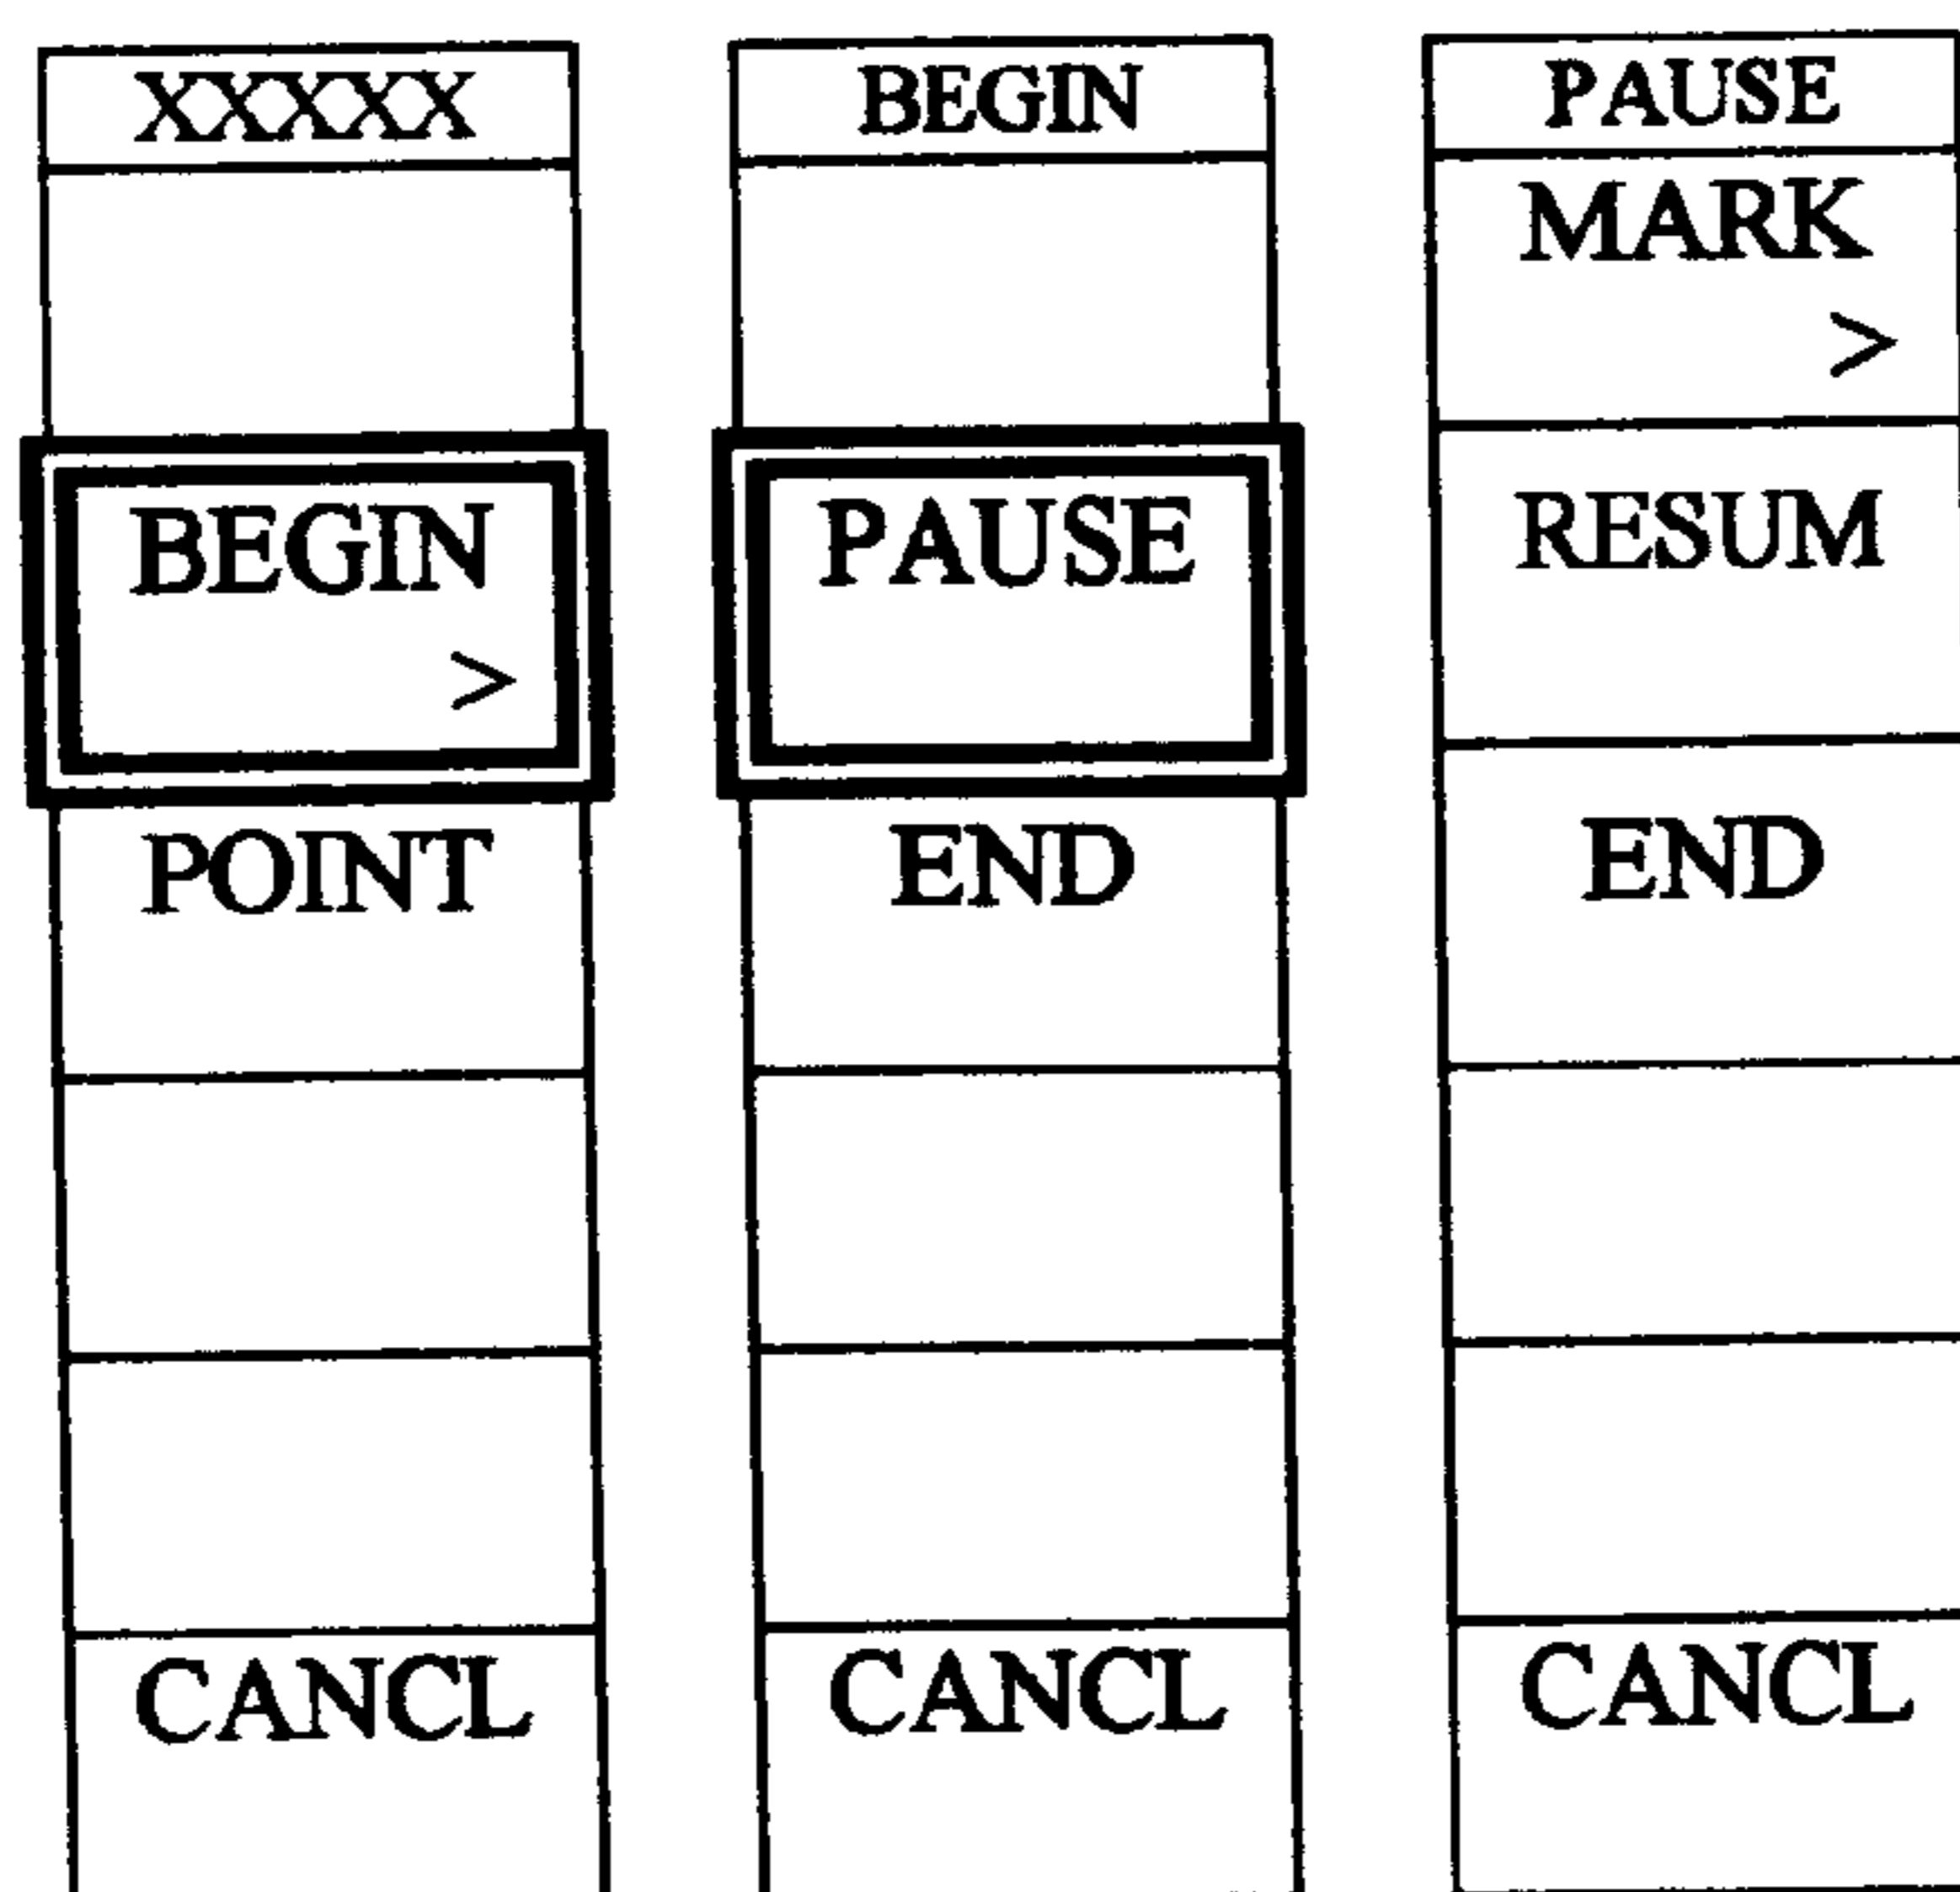 XXXXX
BEGIN
>
POINT
CANCL
BEGIN
PAUSE
END
CANCL
PAUSE
MARK
>
RESUM
END
CANCL